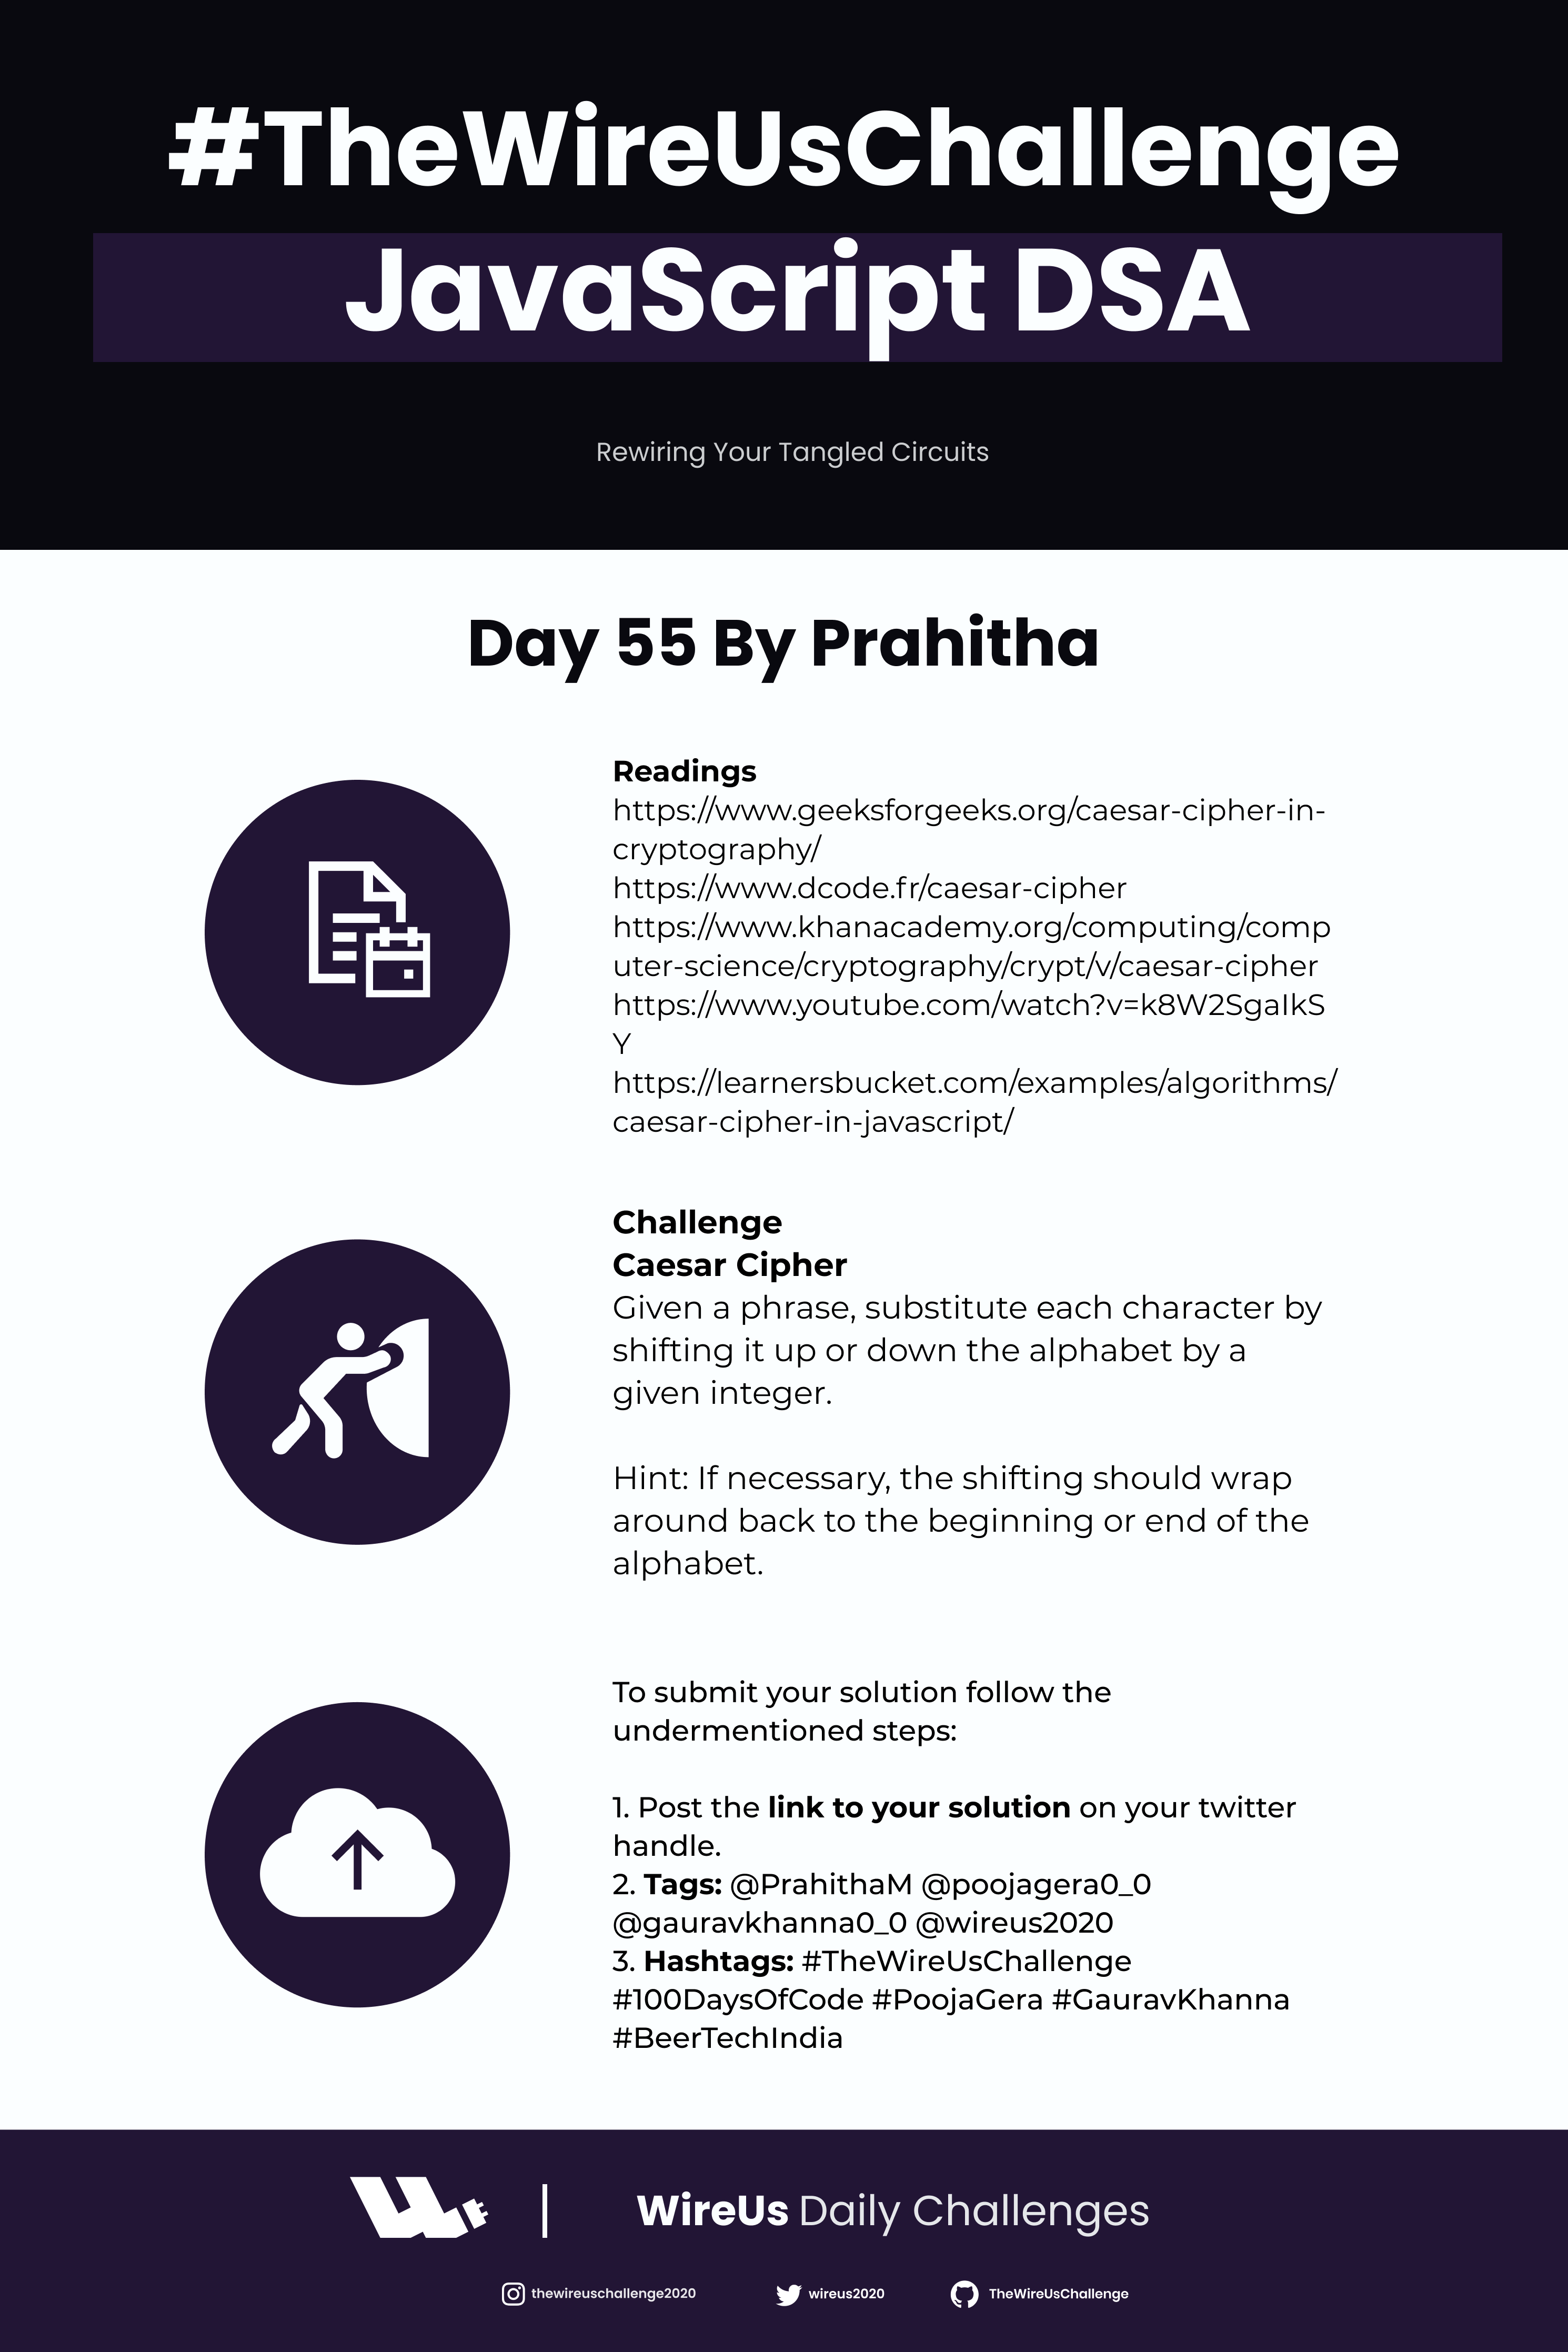 #TheWireUsChallenge
JavaScript DSA
Rewiring Your Tangled Circuits
Day 55 By Prahitha
Readings
https://www.geeksforgeeks.org/caesar-cipher-in-
cryptography/
https://www.dcode.fr/caesar-cipher
https://www.khanacademy.org/computing/comp
uter-science/cryptography/crypt/v/caesar-cipher
https://www.youtube.com/watch?v=k8W2SgaIkS
Y
https://learnersbucket.com/examples/algorithms/
caesar-cipher-in-javascript/
Challenge
Caesar Cipher
Given a phrase, substitute each character by
shifting it up or down the alphabet by a
given integer.
Hint: If necessary, the shifting should wrap
around back to the beginning or end of the
alphabet.
To submit your solution follow the
undermentioned steps:
1. Post the link to your solution on your twitter
handle.
2. Tags: @PrahithaM @poojagera0_0
@gauravkhanna0_0 @wireus2020
3. Hashtags: #TheWireUsChallenge
#100DaysOfCode #PoojaGera #GauravKhanna
#BeerTechIndia
WireUs Daily Challenges
thewireuschallenge2020
wireus2020
TheWireUsChallenge